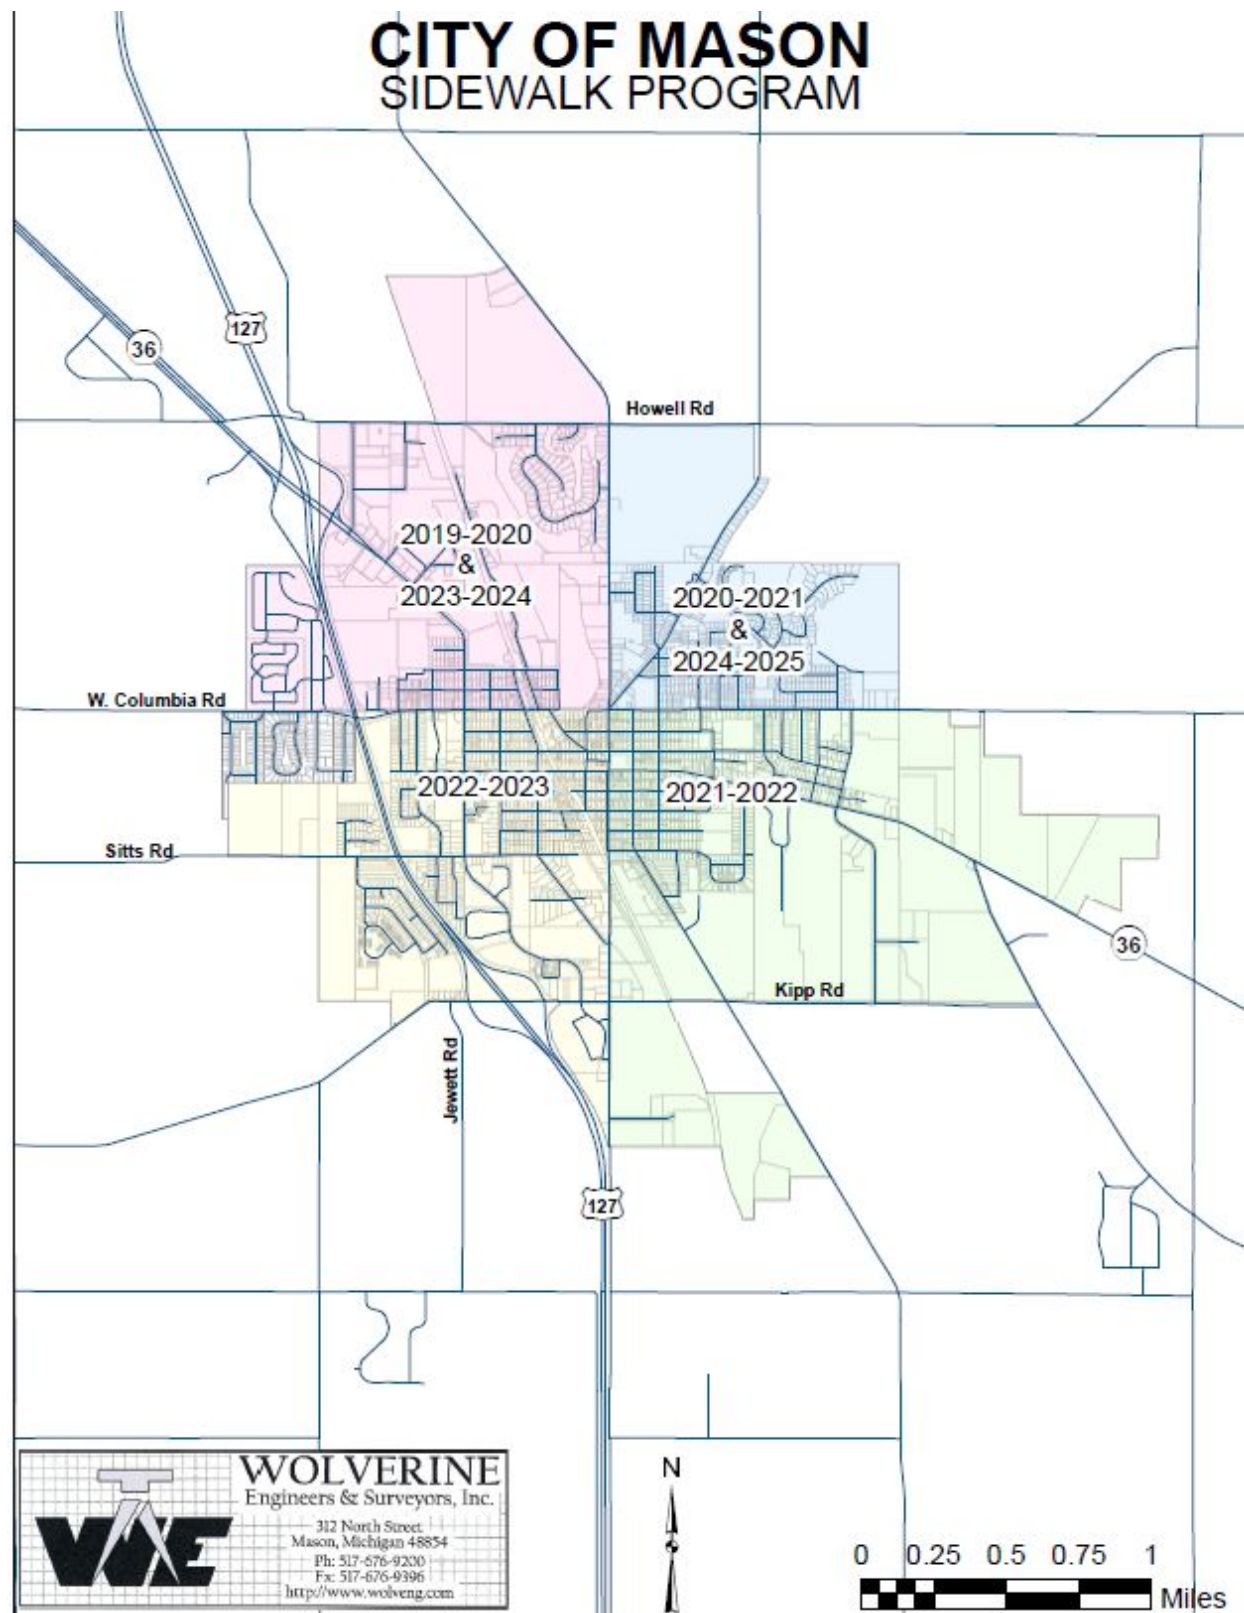 CITY OF MASON
SIDEWALK PROGRAM
127
36
Howell Rd
2019-2020
&
2023-2024
2020-2021
&
2024-2025
W. Columbia Rd
2022-2023
2021-2022
Sitts Rd
36
Kipp Rd
Jewett Rd
127
WOLVERINE
Engineers & Surveyors, Inc.
312 North Street
Mason, Michigan 48854
Ph: 517-676-9200
Fx: 517-676-9396
http://www.wolveng.com
WE
N
0 0.25 0.5 0.75 1
Miles